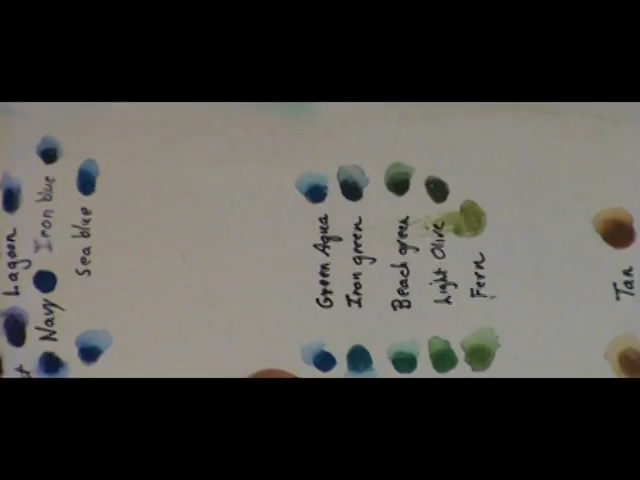 Lagoon
Navy
Iron blue
Sea blue
Green Aqua
Iron green
Beach green
Light Olive
Fern
Tan